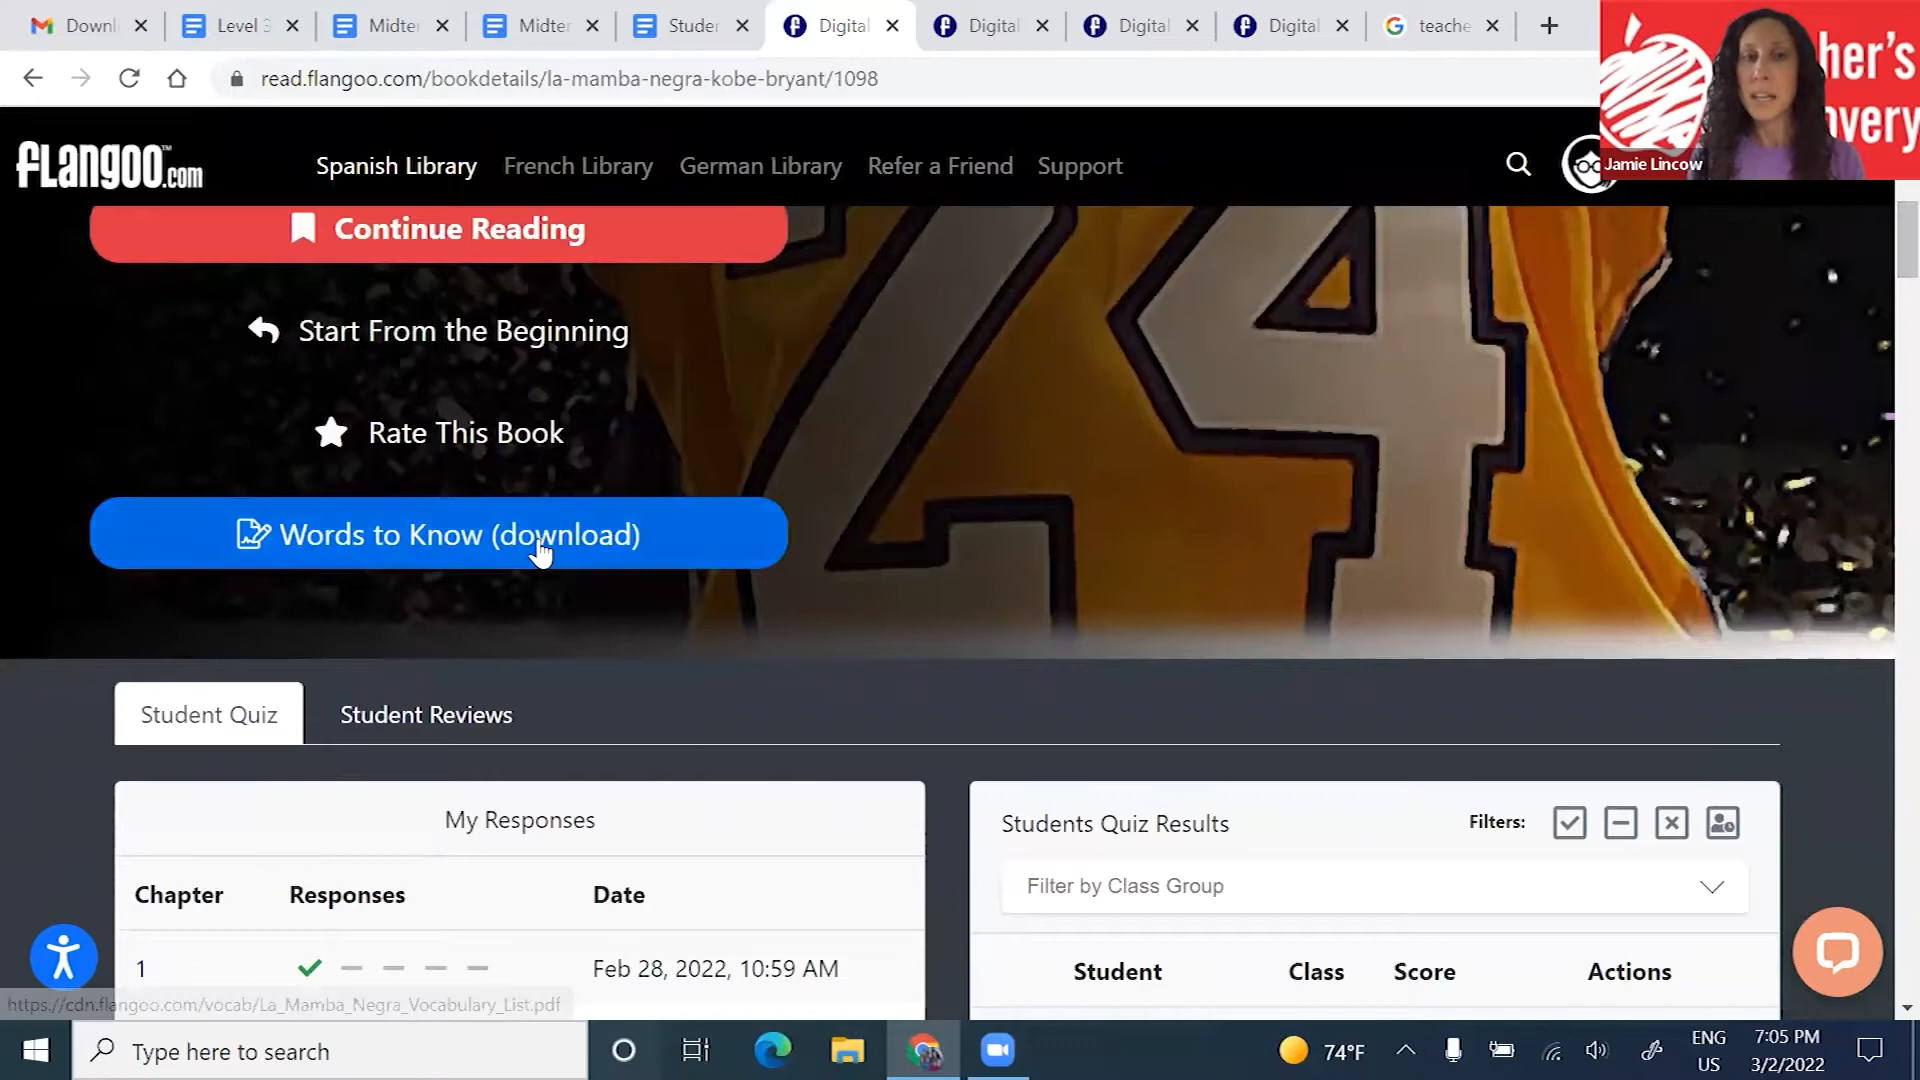 Downl
Level 3
Midter
Midter
Studer
Digital
Digital
Digital
Digital
teache
read.flangoo.com/bookdetails/la-mamba-negra-kobe-bryant/1098
her's
overy
Jamie Lincow
fLangoo.com
Spanish Library
French Library
German Library
Refer a Friend
Support
Continue Reading
24
Start From the Beginning
Rate This Book
Words to Know (download)
Student Quiz
Student Reviews
My Responses
Students Quiz Results
Filters:
Filter by Class Group
Chapter
Responses
Date
Student
Class
Score
Actions
1
Feb 28, 2022, 10:59 AM
https://cdn.flangoo.com/vocab/La_Mamba_Negra_Vocabulary_List.pdf
Type here to search
74°F
ENG
US
7:05 PM
3/2/2022